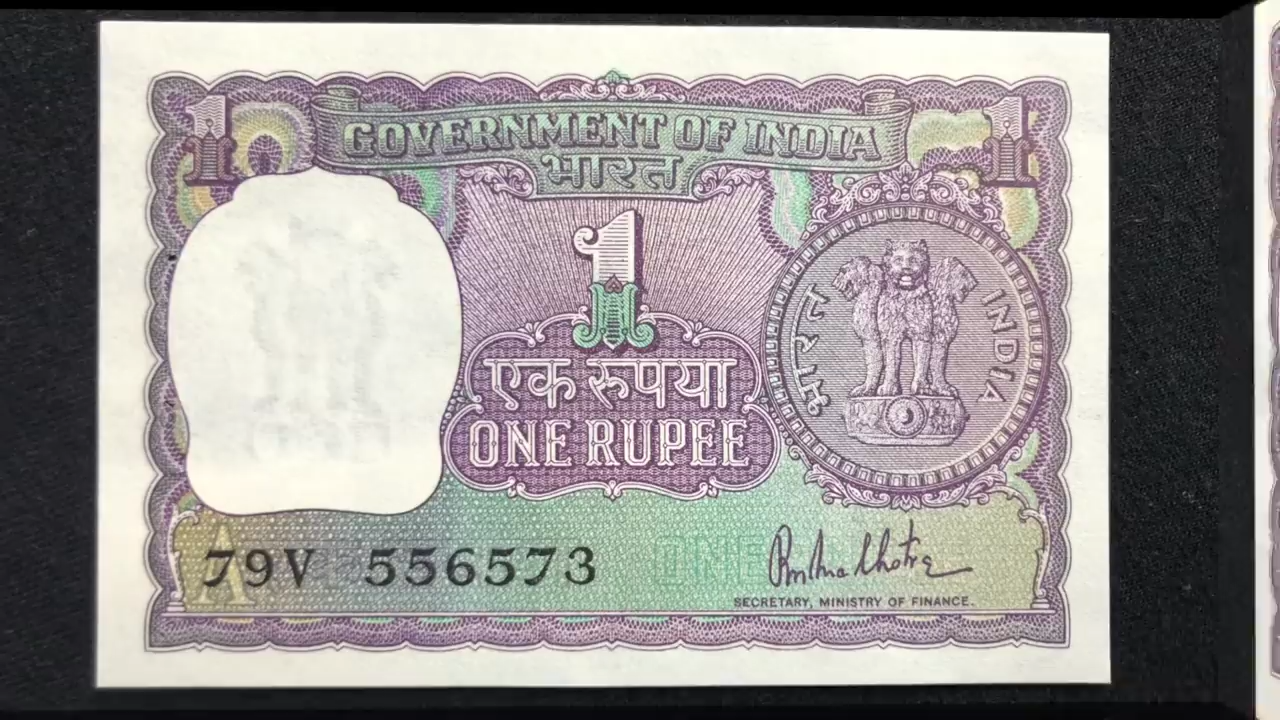 1 GOVERNMENT OF INDIA 1
भारत
1
एक रुपया
ONE RUPEE
भारत INDIA
A 79V 556573 ONE
SECRETARY, MINISTRY OF FINANCE.